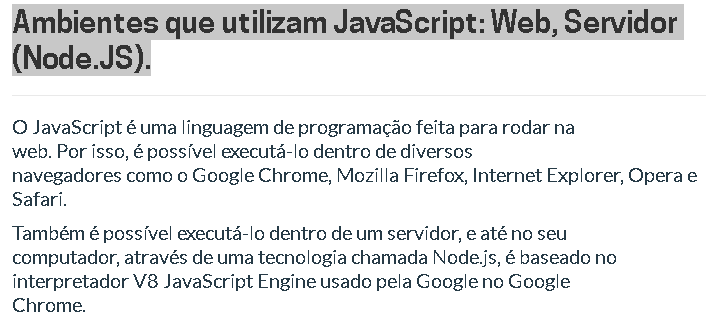 Ambientes que utilizam JavaScript: Web, Servidor
(Node.JS).
O JavaScript é uma linguagem de programação feita para rodar na
web. Por isso, é possível executá-lo dentro de diversos
navegadores como o Google Chrome, Mozilla Firefox, Internet Explorer, Opera e
Safari.
Também é possível executá-lo dentro de um servidor, e até no seu
computador, através de uma tecnologia chamada Node.js, é baseado no
interpretador V8 JavaScript Engine usado pela Google no Google
Chrome.